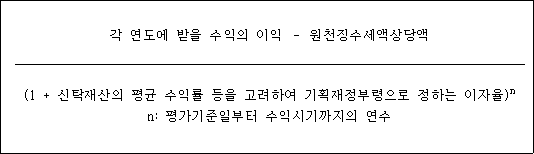 각 연도에 받을 수익의 이익 - 원천징수세액상당액
(1 + 신탁재산의 평균 수익률 등을 고려하여 기획재정부령으로 정하는 이자율)ⁿ
n: 평가기준일부터 수익시기까지의 연수